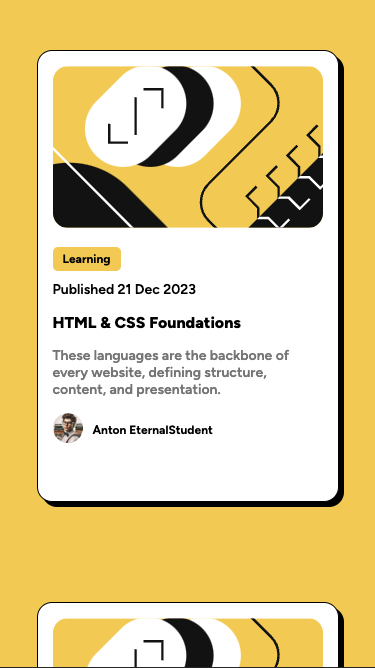 Learning
Published 21 Dec 2023
HTML & CSS Foundations
These languages are the backbone of
every website, defining structure,
content, and presentation.
Anton EternalStudent